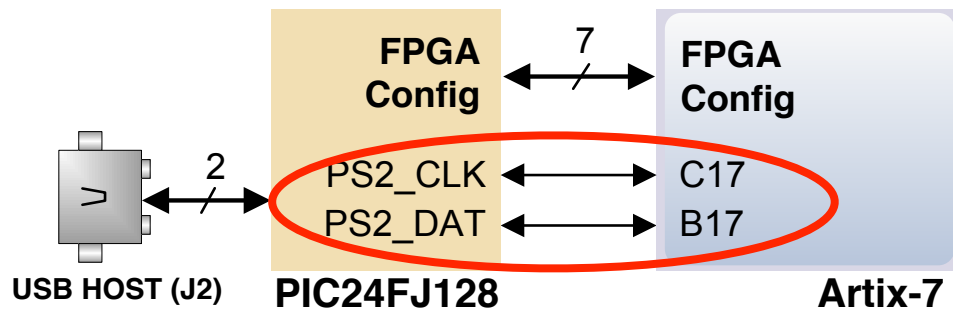 FPGA
Config
7
FPGA
Config
2
PS2_CLK
C17
PS2_DAT
B17
USB HOST (J2)
PIC24FJ128
Artix-7